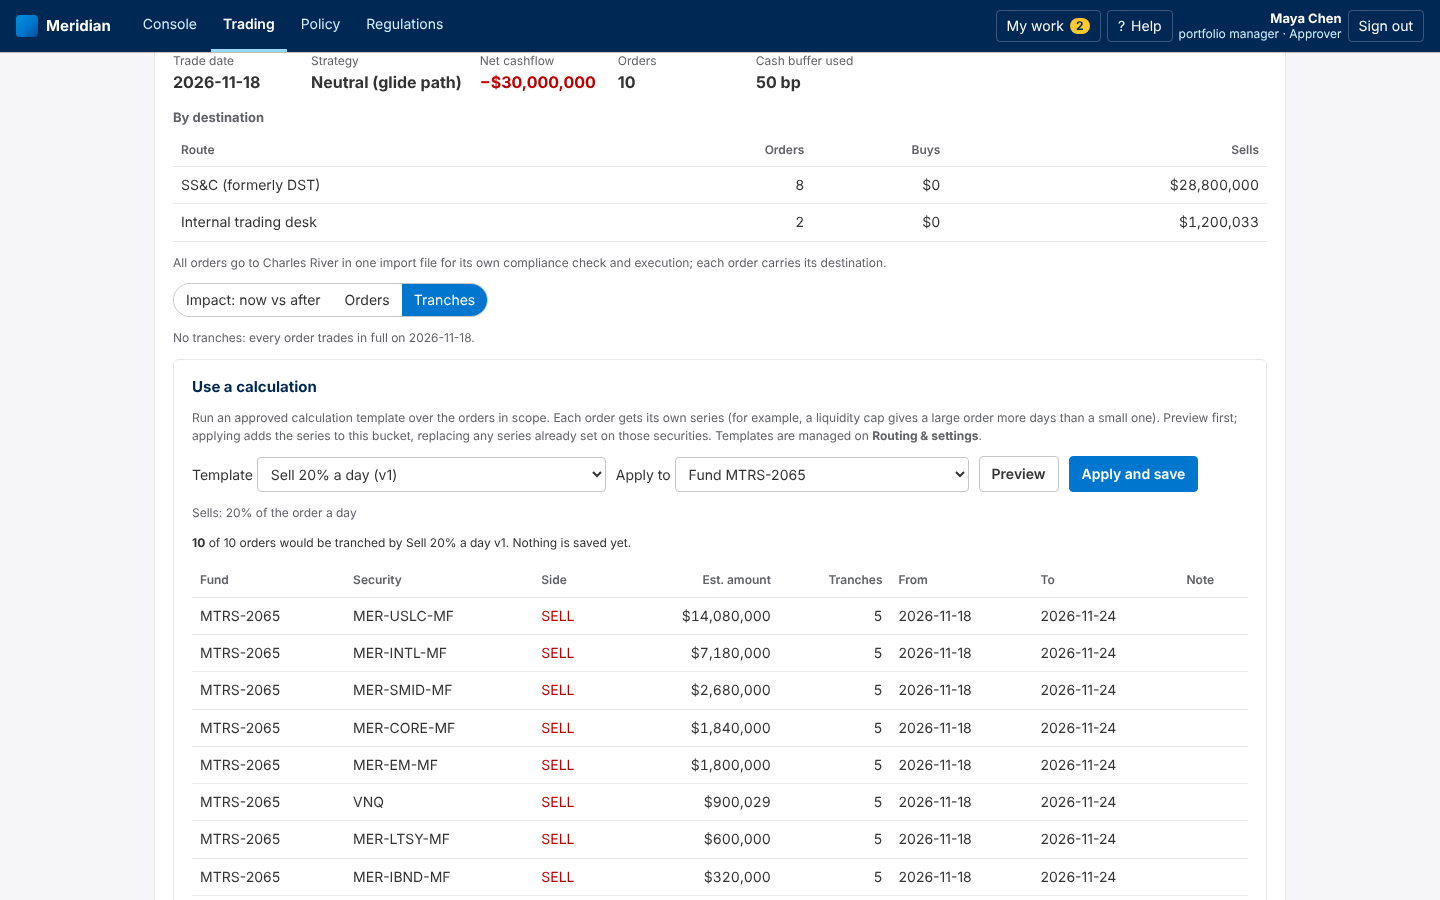 Meridian Console Trading Policy Regulations My work 2 ? Help Maya Chen Sign out
portfolio manager · Approver
Trade date Strategy Net cashflow Orders Cash buffer used
2026-11-18 Neutral (glide path) −$30,000,000 10 50 bp
By destination
Route Orders Buys Sells
SS&C (formerly DST) 8 $0 $28,800,000
Internal trading desk 2 $0 $1,200,033
All orders go to Charles River in one import file for its own compliance check and execution; each order carries its destination.
Impact: now vs after Orders Tranches
No tranches: every order trades in full on 2026-11-18.
Use a calculation
Run an approved calculation template over the orders in scope. Each order gets its own series (for example, a liquidity cap gives a large order more days than a small one). Preview first;
applying adds the series to this bucket, replacing any series already set on those securities. Templates are managed on Routing & settings.
Template Sell 20% a day (v1) Apply to Fund MTRS-2065 Preview Apply and save
Sells: 20% of the order a day
10 of 10 orders would be tranched by Sell 20% a day v1. Nothing is saved yet.
Fund Security Side Est. amount Tranches From To Note
MTRS-2065 MER-USLC-MF SELL $14,080,000 5 2026-11-18 2026-11-24
MTRS-2065 MER-INTL-MF SELL $7,180,000 5 2026-11-18 2026-11-24
MTRS-2065 MER-SMID-MF SELL $2,680,000 5 2026-11-18 2026-11-24
MTRS-2065 MER-CORE-MF SELL $1,840,000 5 2026-11-18 2026-11-24
MTRS-2065 MER-EM-MF SELL $1,800,000 5 2026-11-18 2026-11-24
MTRS-2065 VNQ SELL $900,029 5 2026-11-18 2026-11-24
MTRS-2065 MER-LTSY-MF SELL $600,000 5 2026-11-18 2026-11-24
MTRS-2065 MER-IBND-MF SELL $320,000 5 2026-11-18 2026-11-24